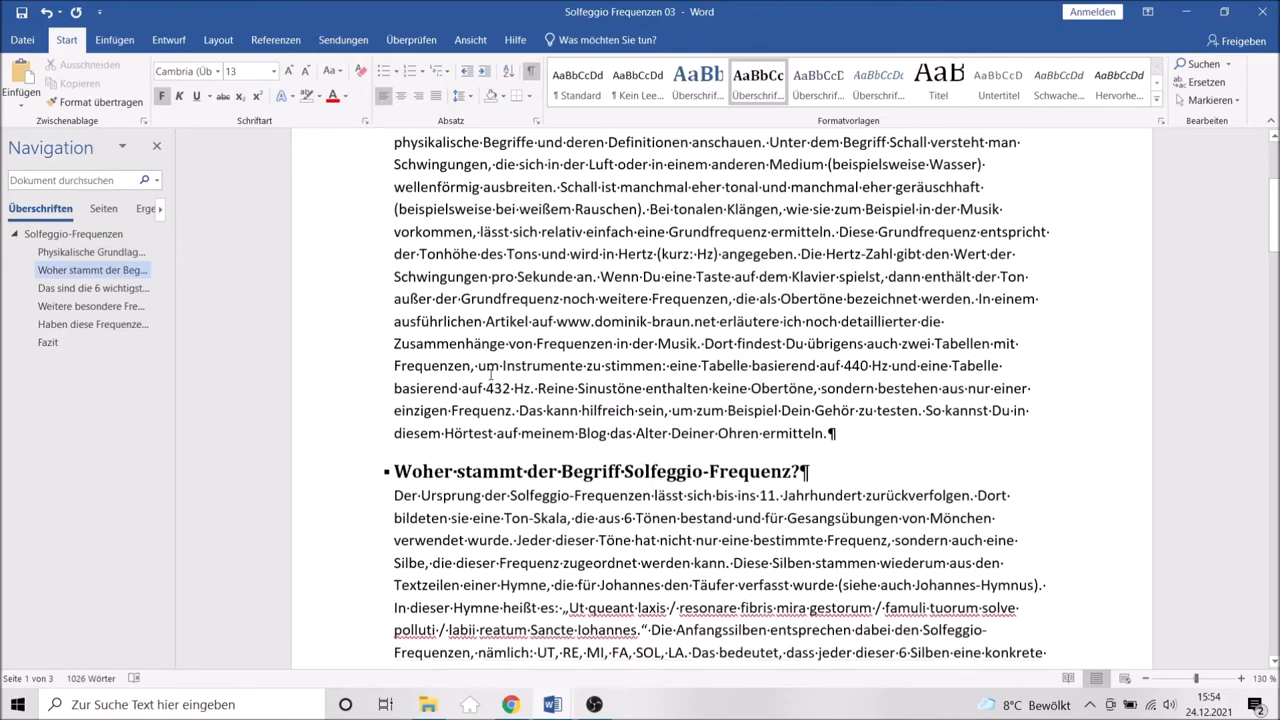 Solfeggio Frequenzen 03 - Word
Anmelden
Datei Start Einfügen Entwurf Layout Referenzen Sendungen Überprüfen Ansicht Hilfe Was möchten Sie tun? Freigeben
Einfügen
Ausschneiden
Kopieren
Format übertragen
Zwischenablage
Cambria (Üb 13
F K U abc x₂ x² A ab A
Aa
Schriftart
Absatz
AaBbCcDd AaBbCcDd AaBb AaBbCc AaBbCcD AaBbCcDc AaB AaBbCcD AaBbCcDd AaBbCcDd
¶ Standard ¶ Kein Lee... Überschrif... Überschrif... Überschrif... Überschrif... Titel Untertitel Schwache... Hervorhe...
Formatvorlagen
Suchen
Ersetzen
Markieren
Bearbeiten
Navigation
Dokument durchsuchen
Überschriften Seiten Erge
Solfeggio-Frequenzen
Physikalische Grundlag...
Woher stammt der Beg...
Das sind die 6 wichtigst...
Weitere besondere Fre...
Haben diese Frequenze...
Fazit
physikalische·Begriffe·und·deren·Definitionen·anschauen.·Unter·dem·Begriff·Schall·versteht·man·
Schwingungen,·die·sich·in·der·Luft·oder·in·einem·anderen·Medium·(beispielsweise·Wasser)·
wellenförmig·ausbreiten.·Schall·ist·manchmal·eher·tonal·und·manchmal·eher·geräuschhaft·
(beispielsweise·bei·weißem·Rauschen).·Bei·tonalen·Klängen,·wie·sie·zum·Beispiel·in·der·Musik·
vorkommen,·lässt·sich·relativ·einfach·eine·Grundfrequenz·ermitteln.·Diese·Grundfrequenz·entspricht·
der·Tonhöhe·des·Tons·und·wird·in·Hertz·(kurz:·Hz)·angegeben.·Die·Hertz-Zahl·gibt·den·Wert·der·
Schwingungen·pro·Sekunde·an.·Wenn·Du·eine·Taste·auf·dem·Klavier·spielst,·dann·enthält·der·Ton·
außer·der·Grundfrequenz·noch·weitere·Frequenzen,·die·als·Obertöne·bezeichnet·werden.·In·einem·
ausführlichen·Artikel·auf·www.dominik-braun.net·erläutere·ich·noch·detaillierter·die·
Zusammenhänge·von·Frequenzen·in·der·Musik.·Dort·findest·Du·übrigens·auch·zwei·Tabellen·mit·
Frequenzen,·um·Instrumente·zu·stimmen:·eine·Tabelle·basierend·auf·440·Hz·und·eine·Tabelle·
basierend·auf·432·Hz.·Reine·Sinustöne·enthalten·keine·Obertöne,·sondern·bestehen·aus·nur·einer·
einzigen·Frequenz.·Das·kann·hilfreich·sein,·um·zum·Beispiel·Dein·Gehör·zu·testen.·So·kannst·Du·in·
diesem·Hörtest·auf·meinem·Blog·das·Alter·Deiner·Ohren·ermitteln.¶
Woher·stammt·der·Begriff·Solfeggio-Frequenz?¶
Der·Ursprung·der·Solfeggio-Frequenzen·lässt·sich·bis·ins·11.·Jahrhundert·zurückverfolgen.·Dort·
bildeten·sie·eine·Ton-Skala,·die·aus·6·Tönen·bestand·und·für·Gesangsübungen·von·Mönchen·
verwendet·wurde.·Jeder·dieser·Töne·hat·nicht·nur·eine·bestimmte·Frequenz,·sondern·auch·eine·
Silbe,·die·dieser·Frequenz·zugeordnet·werden·kann.·Diese·Silben·stammen·wiederum·aus·den·
Textzeilen·einer·Hymne,·die·für·Johannes·den·Täufer·verfasst·wurde·(siehe·auch·Johannes-Hymnus).·
In·dieser·Hymne·heißt·es:·„Ut·queant·laxis·/·resonare·fibris·mira·gestorum·/·famuli·tuorum·solve·
polluti·/·labii·reatum·Sancte·Iohannes.“·Die·Anfangssilben·entsprechen·dabei·den·Solfeggio-
Frequenzen,·nämlich:·UT,·RE,·MI,·FA,·SOL,·LA.·Das·bedeutet,·dass·jeder·dieser·6·Silben·eine·konkrete·
Seite 1 von 3 1026 Wörter
130 %
Zur Suche Text hier eingeben
8°C Bewölkt
15:54
24.12.2021
2